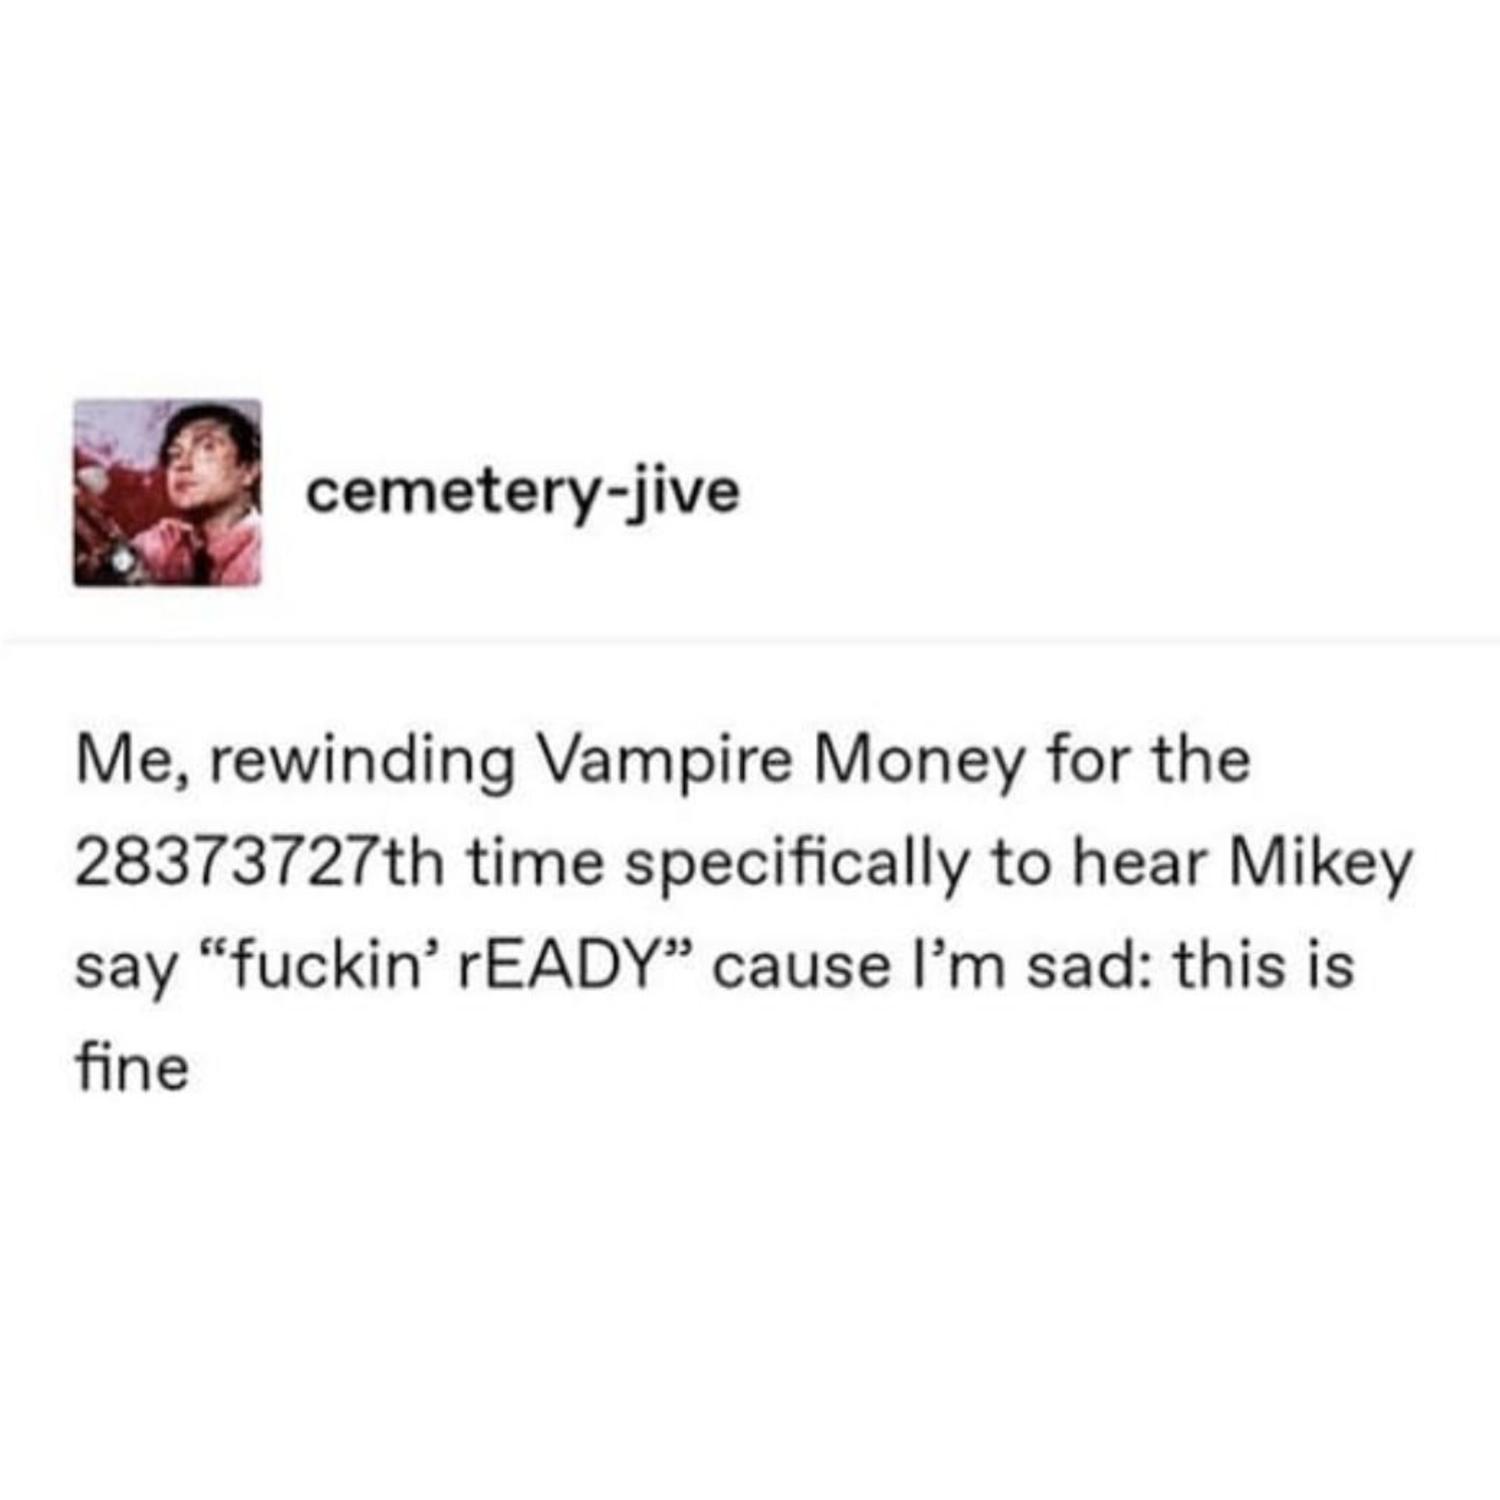 cemetery-jive
Me, rewinding Vampire Money for the
28373727th time specifically to hear Mikey
say “fuckin’ rEADY” cause I’m sad: this is
fine